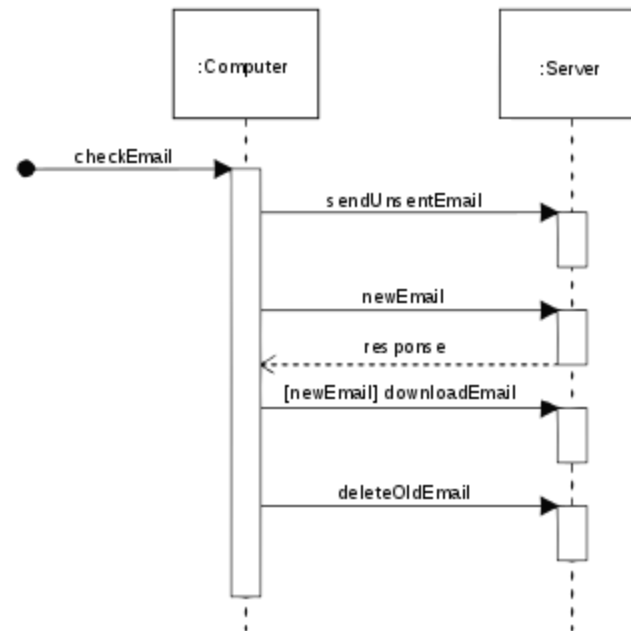 :Computer
:Server
checkEmail
sendUnsentEmail
newEmail
response
[newEmail] downloadEmail
deleteOldEmail